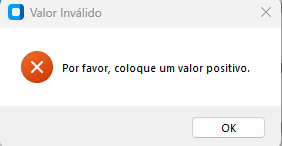 Valor Inválido
Por favor, coloque um valor positivo.
OK